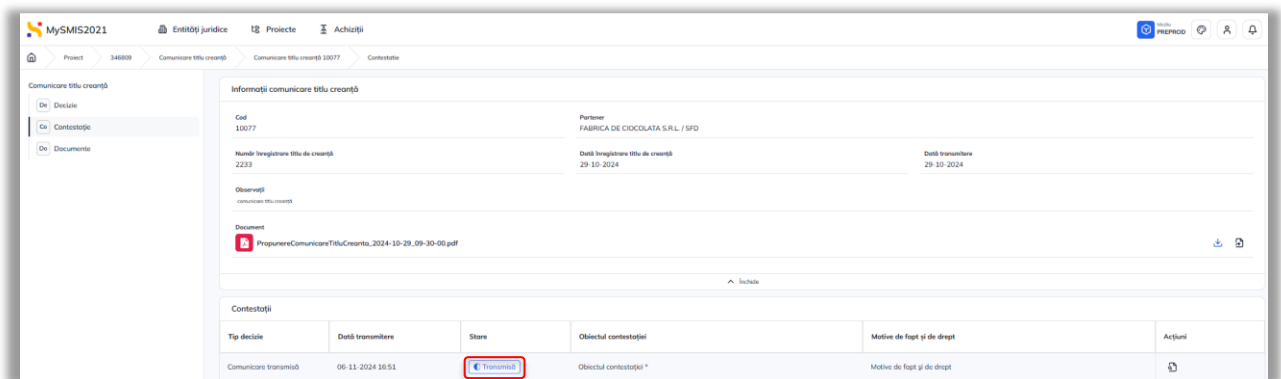 MySMIS2021 Entități juridice Proiecte Achiziții Mediu PREPROD
Proiect 346809 Comunicare titlu creanță Comunicare titlu creanță 10077 Contestatie
Comunicare titlu creanță
De Decizie
Co Contestație
Do Documente
Informații comunicare titlu creanță
Cod Partener
10077 FABRICA DE CIOCOLATA S.R.L. / SFD
Număr înregistrare titlu de creanță Dată înregistrare titlu de creanță Dată transmitere
2233 29-10-2024 29-10-2024
Observații
comunicare titlu creanță
Document
PropunereComunicareTitluCreanta_2024-10-29_09-30-00.pdf
Închide
Contestații
Tip decizie Dată transmitere Stare Obiectul contestației Motive de fapt și de drept Acțiuni
Comunicare transmisă 06-11-2024 16:51 Transmisă Obiectul contestației * Motive de fapt și de drept